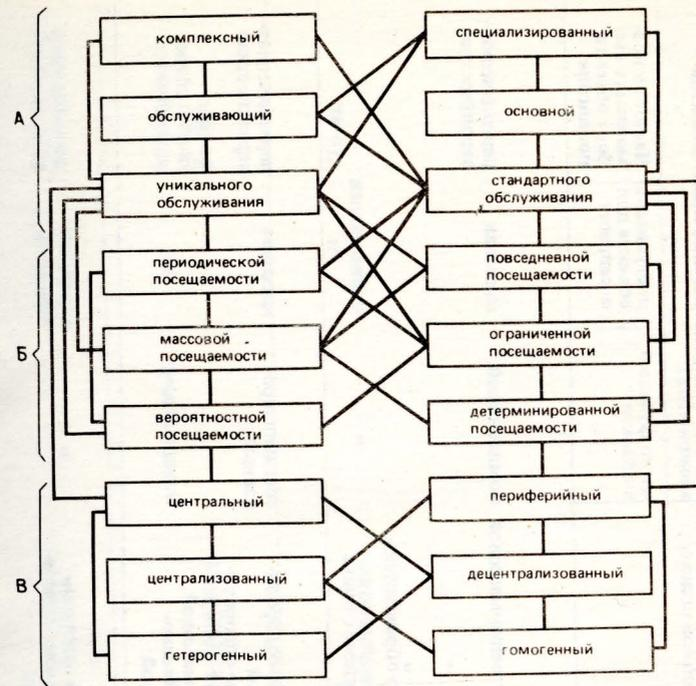 комплексный
специализированный
А
обслуживающий
основной
уникального
обслуживания
стандартного
обслуживания
периодической
посещаемости
повседневной
посещаемости
Б
массовой
посещаемости
ограниченной
посещаемости
вероятностной
посещаемости
детерминированной
посещаемости
центральный
периферийный
В
централизованный
децентрализованный
гетерогенный
гомогенный